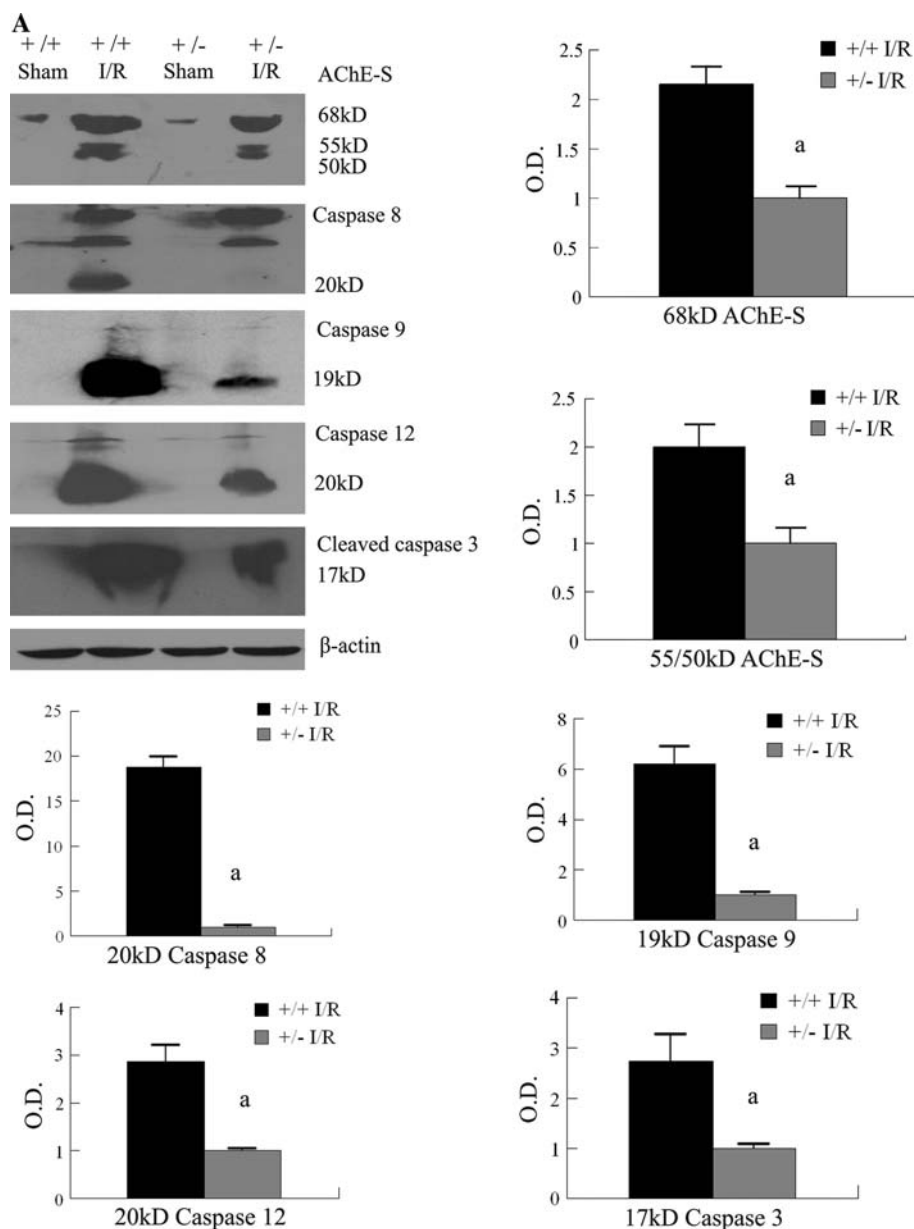 A
+/+ +/+ +/- +/-
Sham I/R Sham I/R AChE-S
68kD
55kD
50kD
Caspase 8
20kD
Caspase 9
19kD
Caspase 12
20kD
Cleaved caspase 3
17kD
β-actin
+/+ I/R
+/- I/R
2.5
2
1.5
1
0.5
0
O.D.
a
68kD AChE-S
+/+ I/R
+/- I/R
2.5
2
1.5
1
0.5
0
O.D.
a
55/50kD AChE-S
+/+ I/R
+/- I/R
25
20
15
10
5
0
O.D.
a
20kD Caspase 8
+/+ I/R
+/- I/R
8
6
4
2
0
O.D.
a
19kD Caspase 9
+/+ I/R
+/- I/R
4
3
2
1
0
O.D.
a
20kD Caspase 12
+/+ I/R
+/- I/R
4
3
2
1
0
O.D.
a
17kD Caspase 3